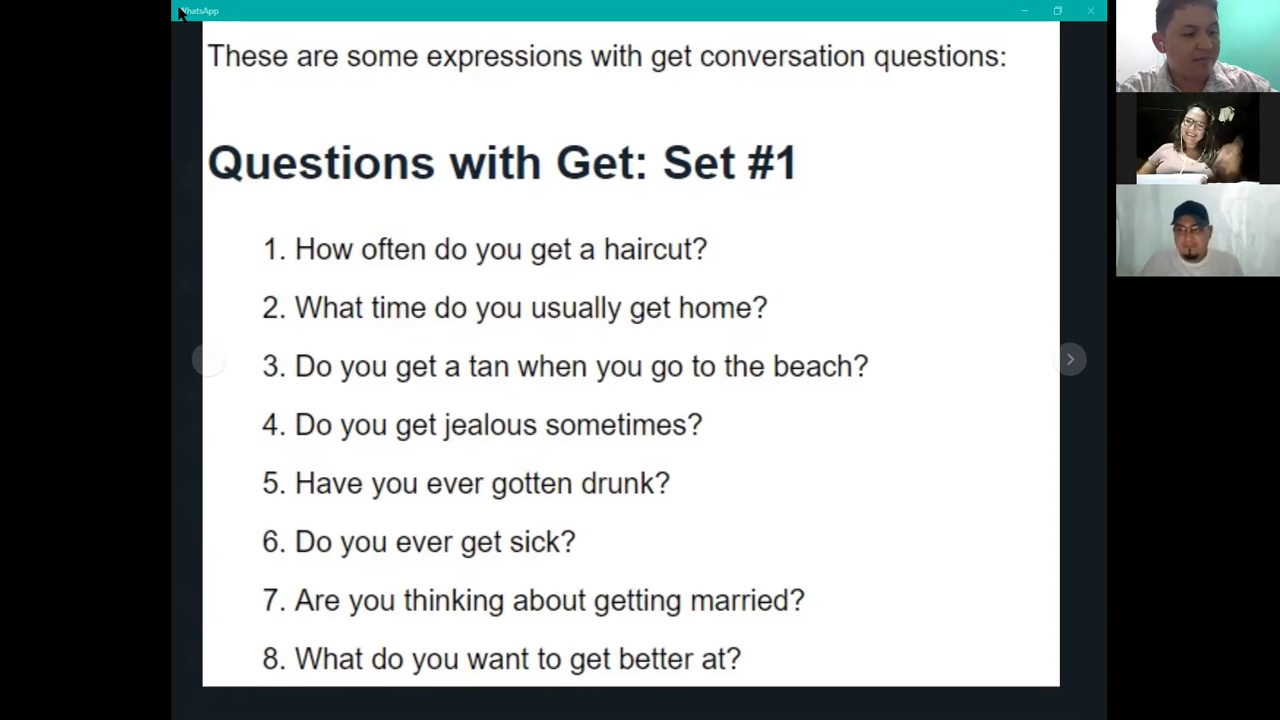 WhatsApp
These are some expressions with get conversation questions:
Questions with Get: Set #1
1. How often do you get a haircut?
2. What time do you usually get home?
3. Do you get a tan when you go to the beach?
4. Do you get jealous sometimes?
5. Have you ever gotten drunk?
6. Do you ever get sick?
7. Are you thinking about getting married?
8. What do you want to get better at?